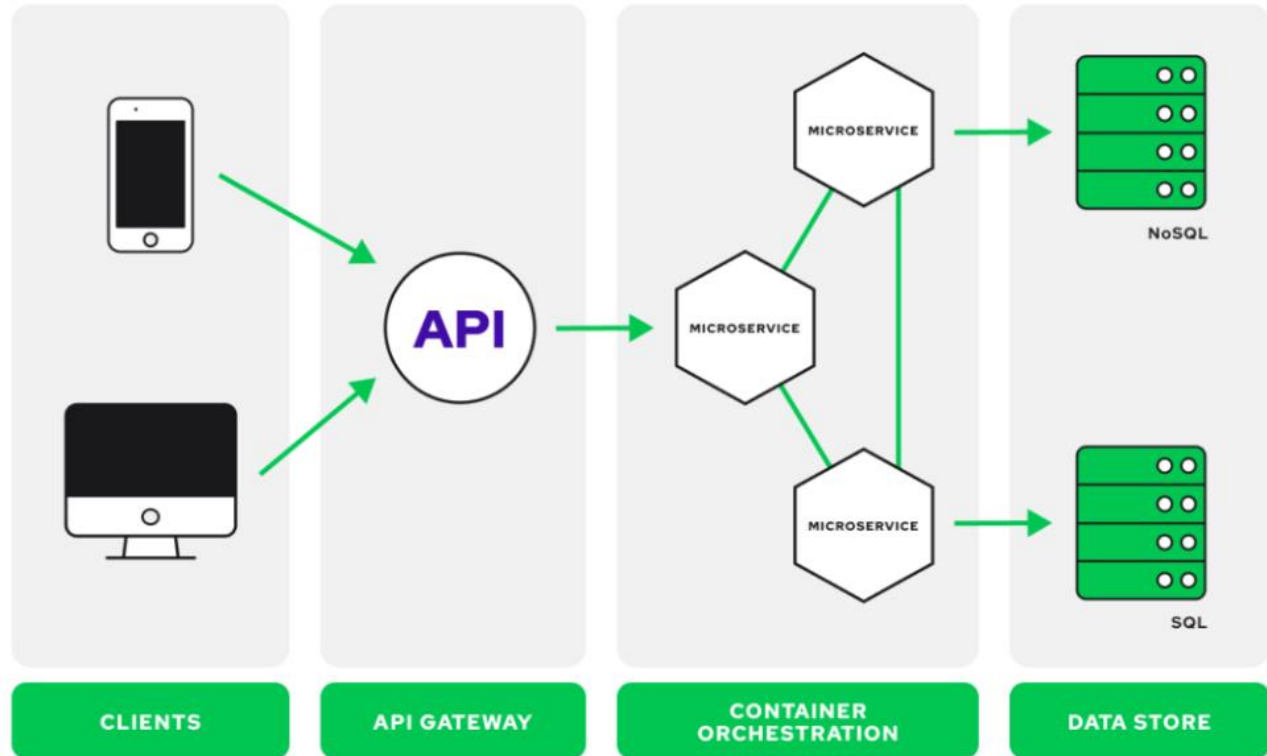 MICROSERVICE
NoSQL
API
MICROSERVICE
MICROSERVICE
SQL
CLIENTS
API GATEWAY
CONTAINER
ORCHESTRATION
DATA STORE